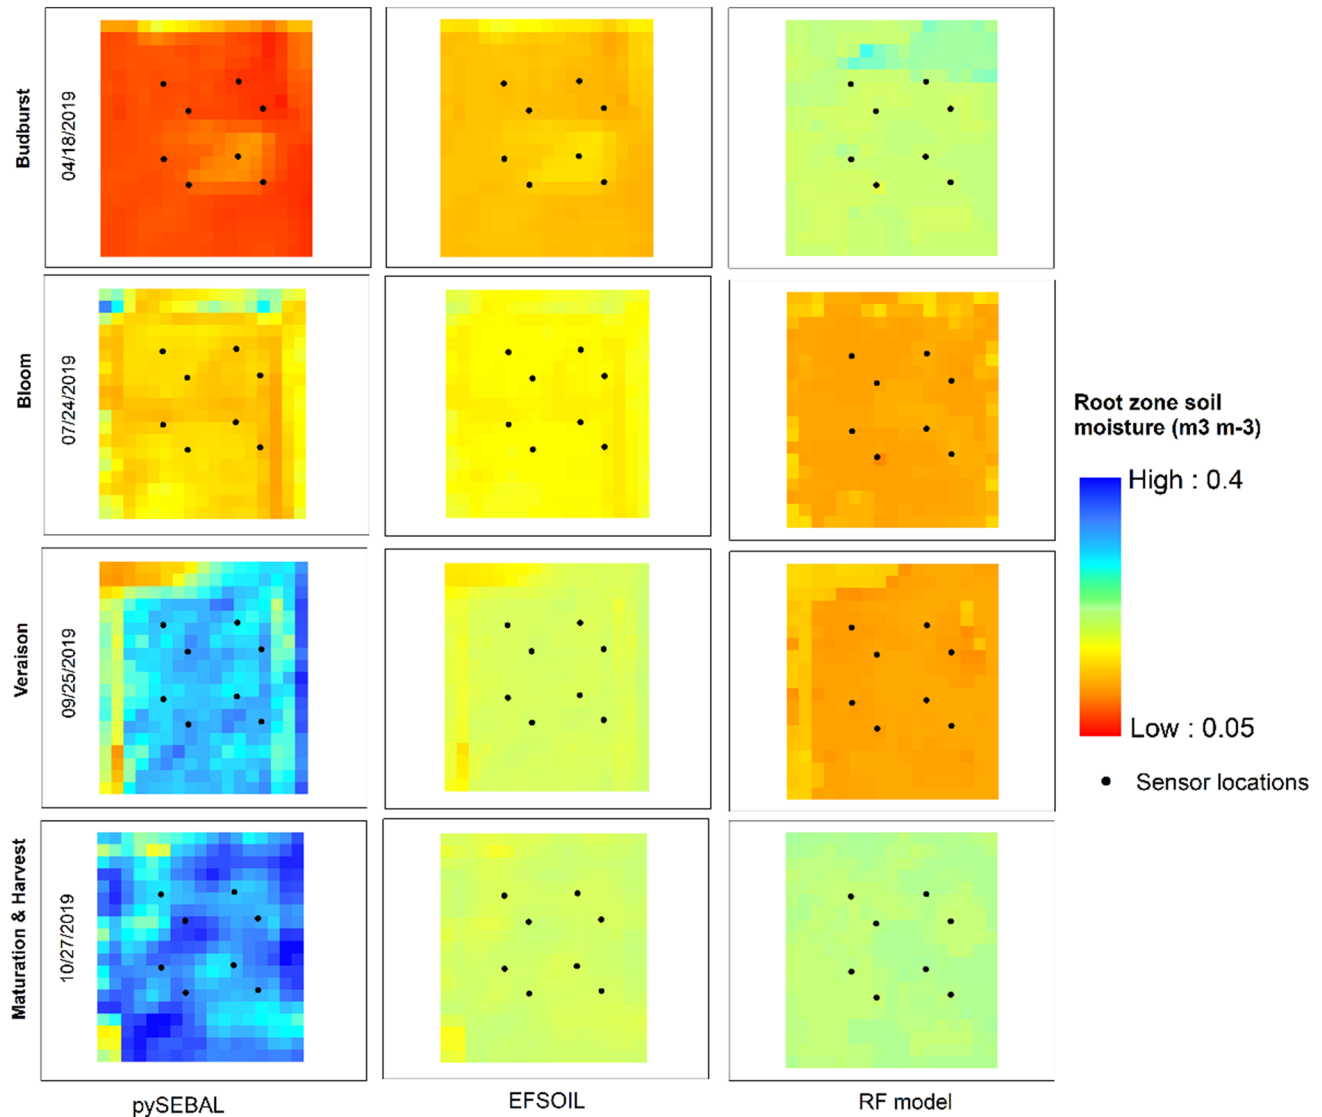 Budburst
04/18/2019
Bloom
07/24/2019
Veraison
09/25/2019
Maturation & Harvest
10/27/2019
Root zone soil
moisture (m3 m-3)
High : 0.4
Low : 0.05
Sensor locations
pySEBAL
EFSOIL
RF model